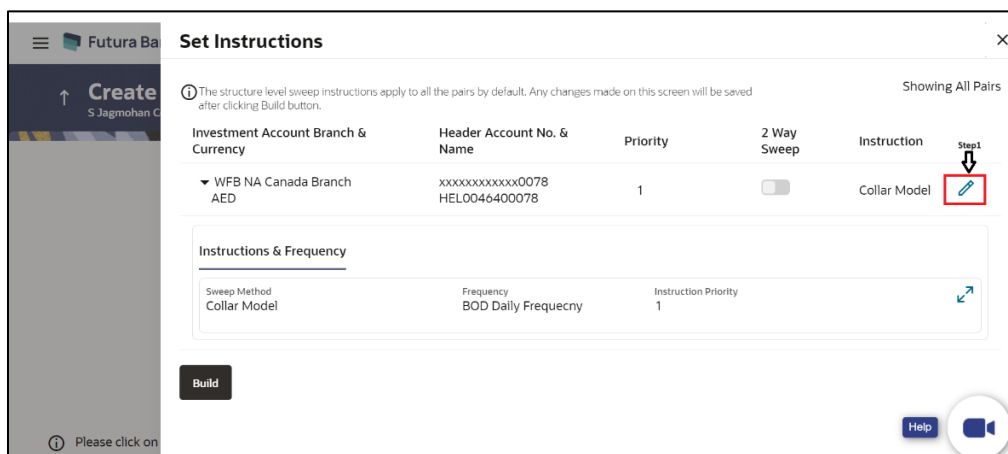 Futura Ba
Set Instructions
Create
S Jagmohan C
The structure level sweep instructions apply to all the pairs by default. Any changes made on this screen will be saved
after clicking Build button.
Showing All Pairs
Investment Account Branch &
Currency
Header Account No. &
Name
Priority
2 Way
Sweep
Instruction
Step1
WFB NA Canada Branch
AED
xxxxxxxxxxxx0078
HEL0046400078
1
Collar Model
Instructions & Frequency
Sweep Method
Collar Model
Frequency
BOD Daily Frequecny
Instruction Priority
1
Build
Help
Please click on